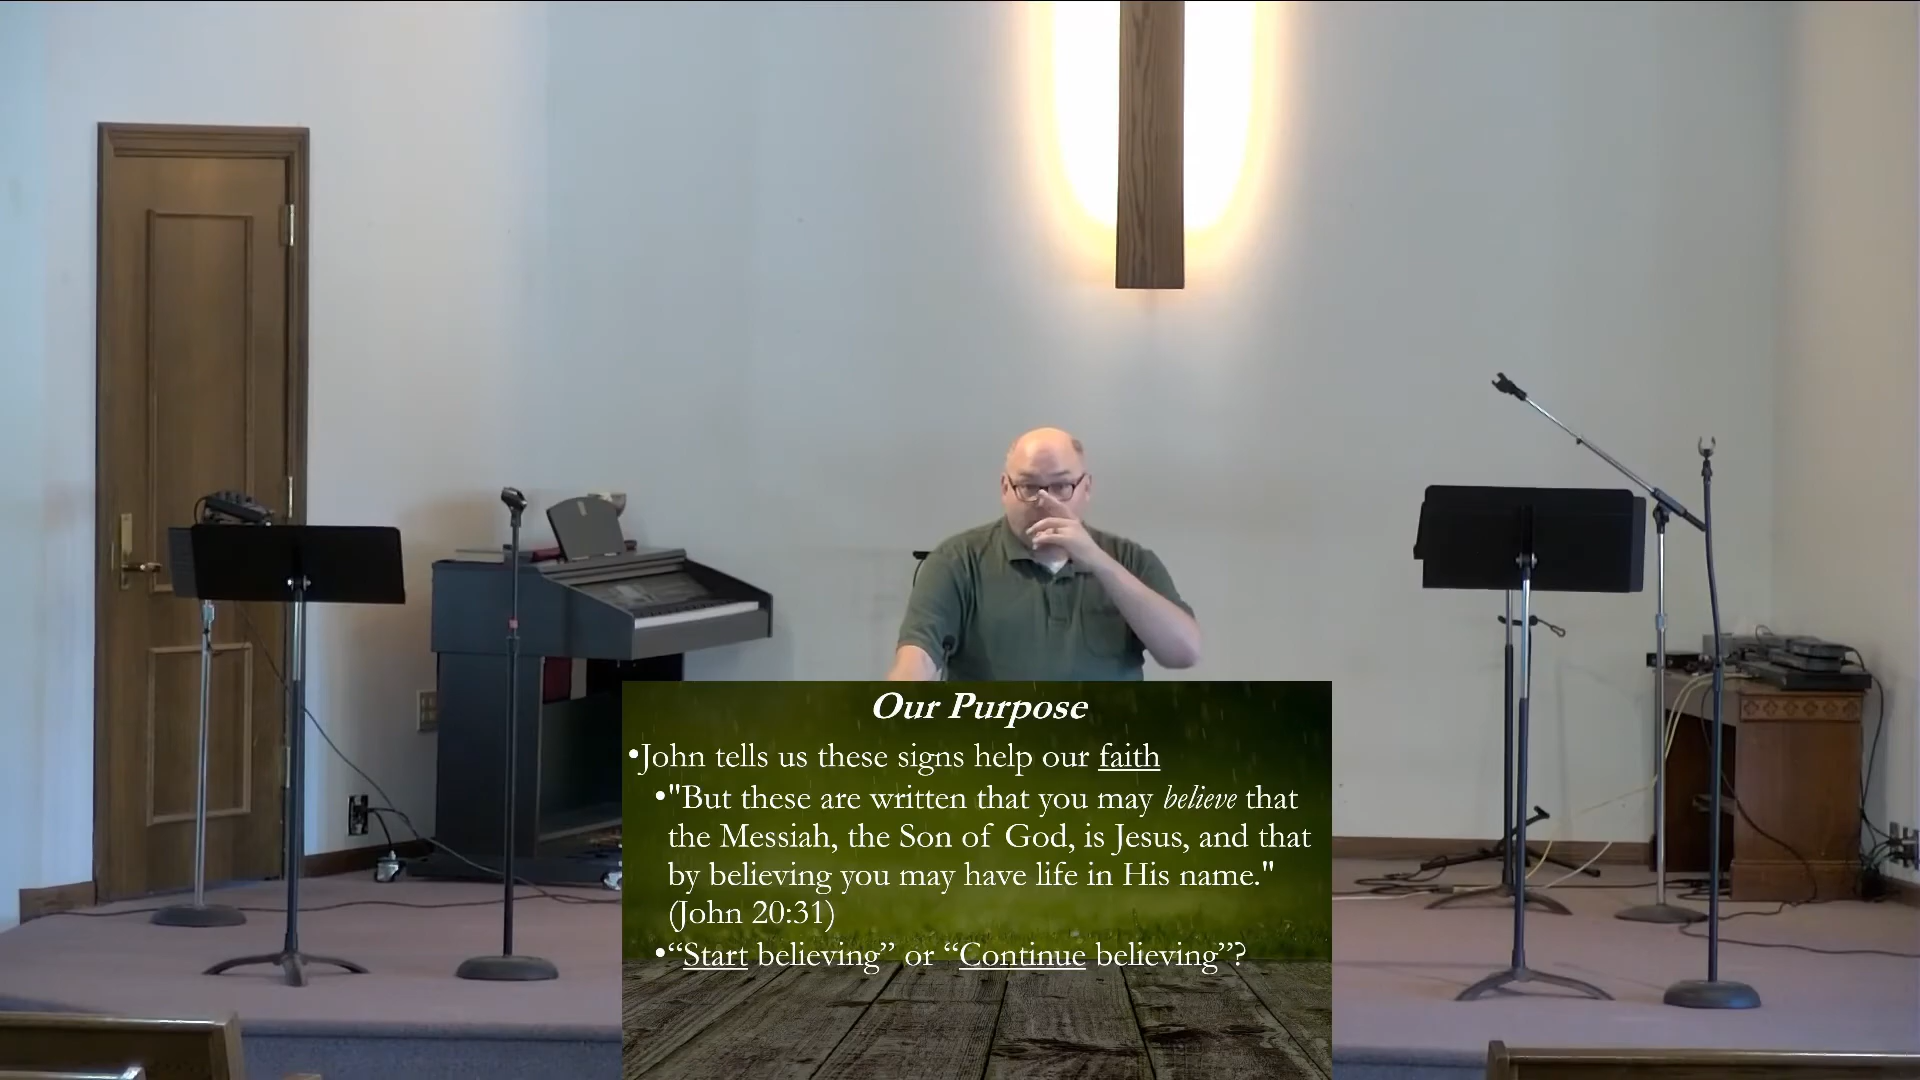 Our Purpose
•John tells us these signs help our faith
•"But these are written that you may believe that
the Messiah, the Son of God, is Jesus, and that
by believing you may have life in His name."
(John 20:31)
•“Start believing” or “Continue believing”?